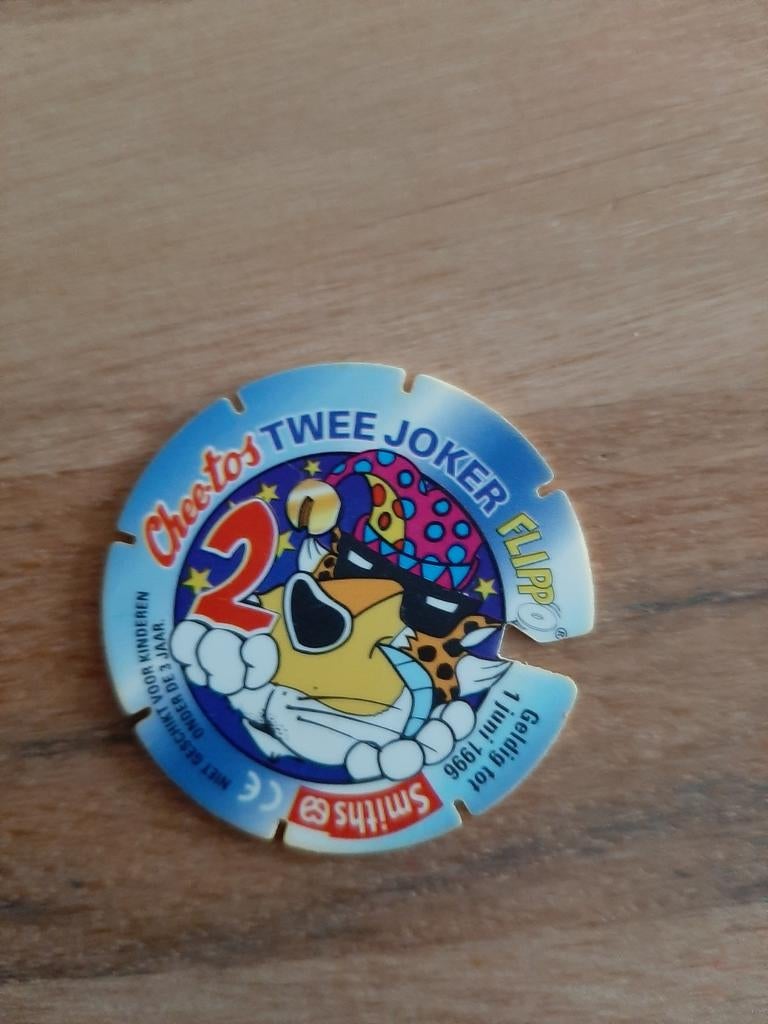 Chee-tos TWEE JOKER FLIPPO®
2
NIET GESCHIKT VOOR KINDEREN
ONDER DE 3 JAAR.
CE
Smiths
Geldig tot
1 juni 1996